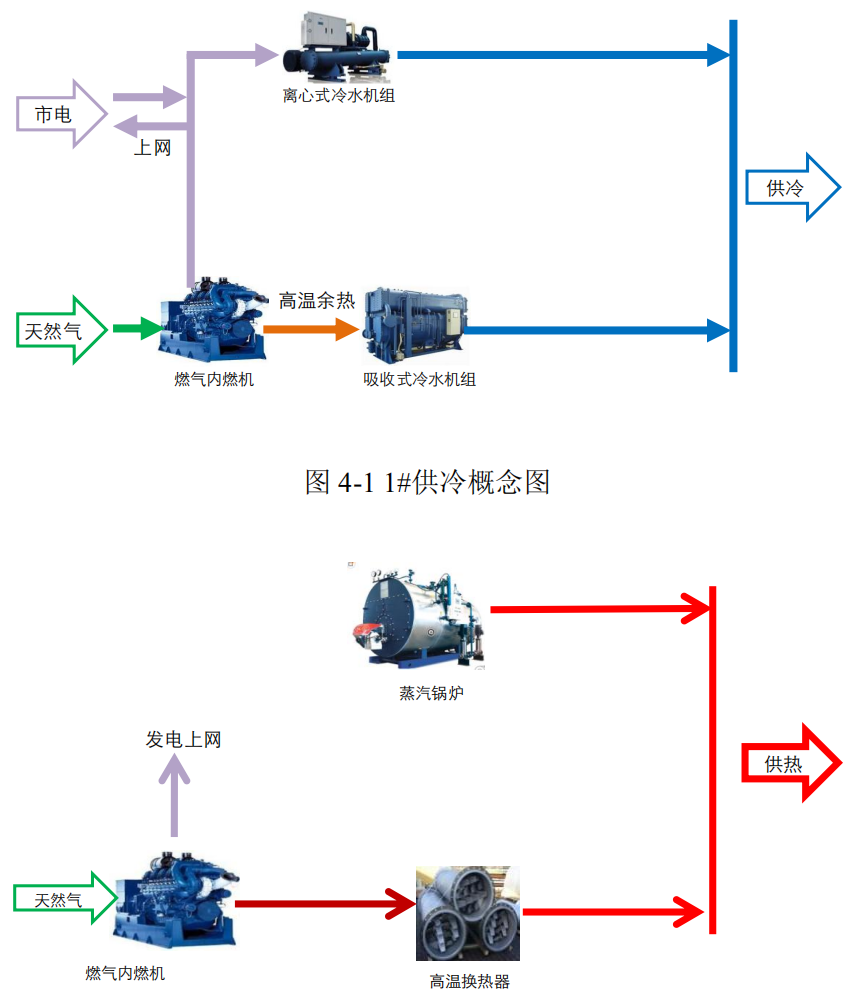 离心式冷水机组
市电
上网
供冷
高温余热
天然气
燃气内燃机
吸收式冷水机组
图 4-1 1#供冷概念图
蒸汽锅炉
发电上网
供热
天然气
燃气内燃机
高温换热器